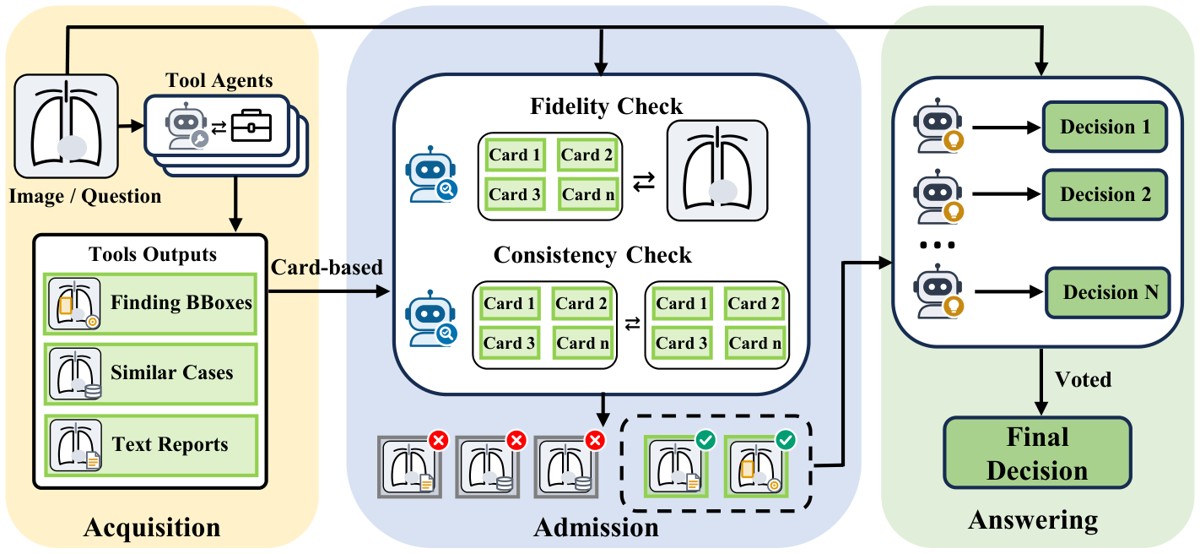 Tool Agents
Image / Question
Tools Outputs
Finding BBoxes
Similar Cases
Text Reports
Acquisition
Card-based
Fidelity Check
Card 1
Card 2
Card 3
Card n
Consistency Check
Card 1
Card 2
Card 3
Card n
Card 1
Card 2
Card 3
Card n
Admission
Decision 1
Decision 2
...
Decision N
Voted
Final
Decision
Answering